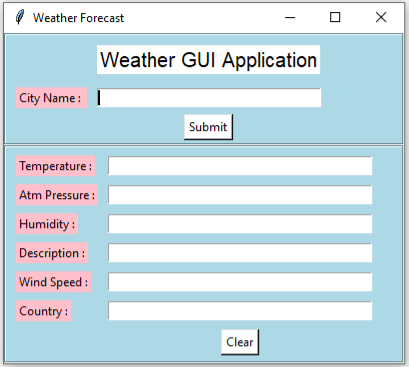 Weather Forecast
Weather GUI Application
City Name :
Submit
Temperature :
Atm Pressure :
Humidity :
Description :
Wind Speed :
Country :
Clear